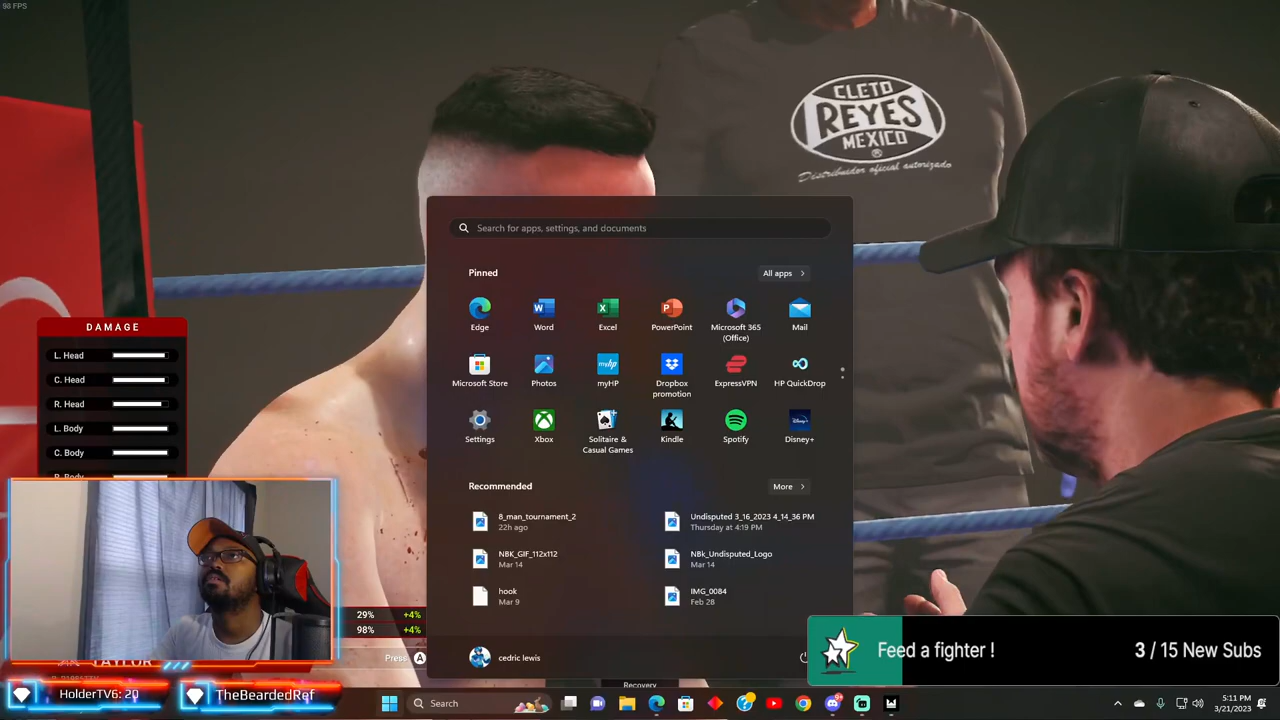 98 FPS
CLETO
REYES
MEXICO
®
Distribuidor oficial autorizado
Search for apps, settings, and documents
Pinned
All apps >
Edge
Word
Excel
PowerPoint
Microsoft 365
(Office)
Mail
Microsoft Store
Photos
myHP
Dropbox
promotion
ExpressVPN
HP QuickDrop
Settings
Xbox
Solitaire &
Casual Games
Kindle
Spotify
Disney+
Recommended
More >
8_man_tournament_2
22h ago
Undisputed 3_16_2023 4_14_36 PM
Thursday at 4:19 PM
NBK_GIF_112x112
Mar 14
NBk_Undisputed_Logo
Mar 14
hook
Mar 9
IMG_0084
Feb 28
cedric lewis
DAMAGE
L. Head
C. Head
R. Head
L. Body
C. Body
R. Body
29% +4%
98% +4%
Press A
TAYLOR
Recovery
Feed a fighter !
3 / 15 New Subs
HolderTV6: 20
TheBeardedRef
Search
5:11 PM
3/21/2023